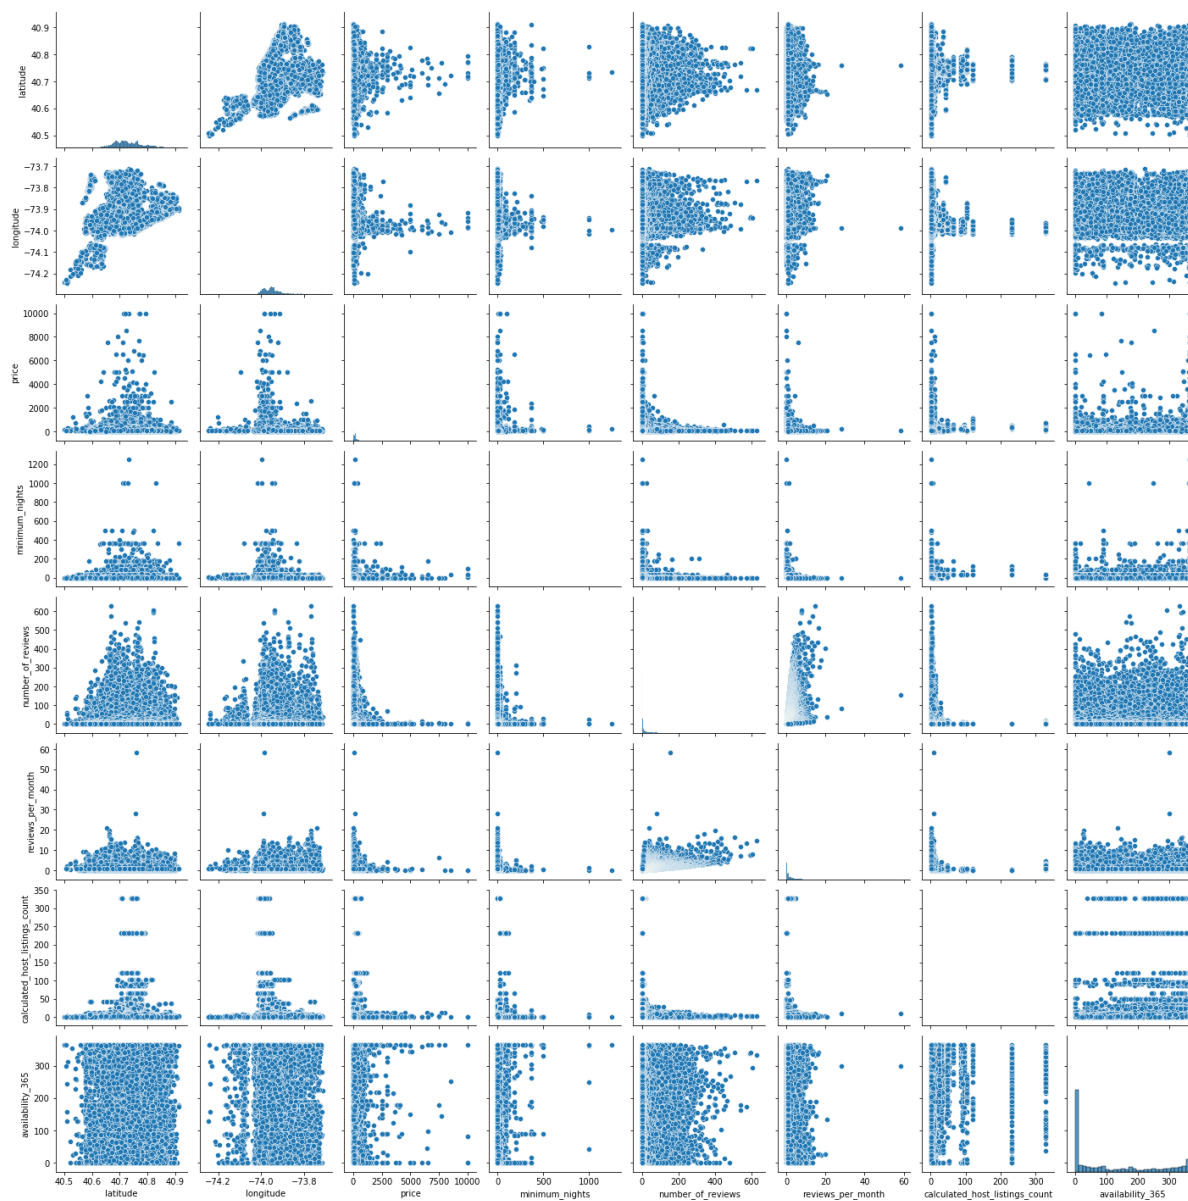 40.9
40.8
40.7
40.6
40.5
latitude
−73.7
−73.8
−73.9
−74.0
−74.1
−74.2
longitude
10000
8000
6000
4000
2000
0
price
1200
1000
800
600
400
200
0
minimum_nights
600
500
400
300
200
100
0
number_of_reviews
60
50
40
30
20
10
0
reviews_per_month
350
300
250
200
150
100
50
0
calculated_host_listings_count
300
200
100
0
availability_365
40.5 40.6 40.7 40.8 40.9
latitude
−74.2 −74.0 −73.8
longitude
0 2000 4000 6000 8000 10000
price
0 500 1000
minimum_nights
0 200 400 600
number_of_reviews
0 20 40 60
reviews_per_month
0 100 200 300
calculated_host_listings_count
0 100 200 300
availability_365